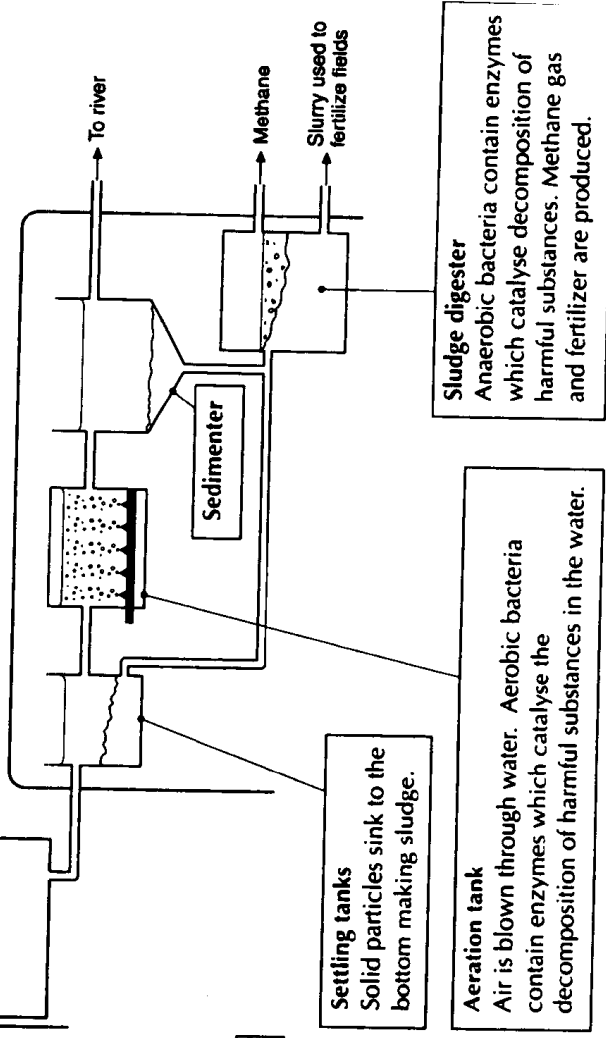 To river
Methane
Slurry used to
fertilize fields
Sedimenter
Settling tanks
Solid particles sink to the
bottom making sludge.
Aeration tank
Air is blown through water. Aerobic bacteria
contain enzymes which catalyse the
decomposition of harmful substances in the water.
Sludge digester
Anaerobic bacteria contain enzymes
which catalyse decomposition of
harmful substances. Methane gas
and fertilizer are produced.